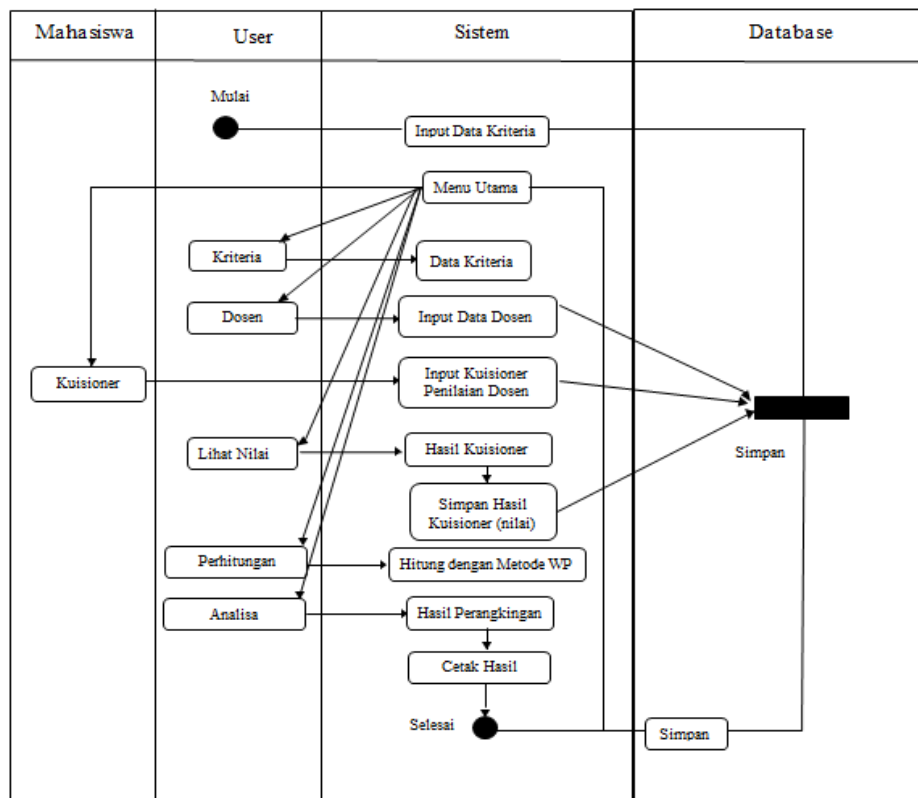 Mahasiswa
User
Sistem
Database
Mulai
Input Data Kriteria
Menu Utama
Kriteria
Data Kriteria
Dosen
Input Data Dosen
Kuisioner
Input Kuisioner
Penilaian Dosen
Lihat Nilai
Hasil Kuisioner
Simpan
Simpan Hasil
Kuisioner (nilai)
Perhitungan
Hitung dengan Metode WP
Analisa
Hasil Perangkingan
Cetak Hasil
Selesai
Simpan